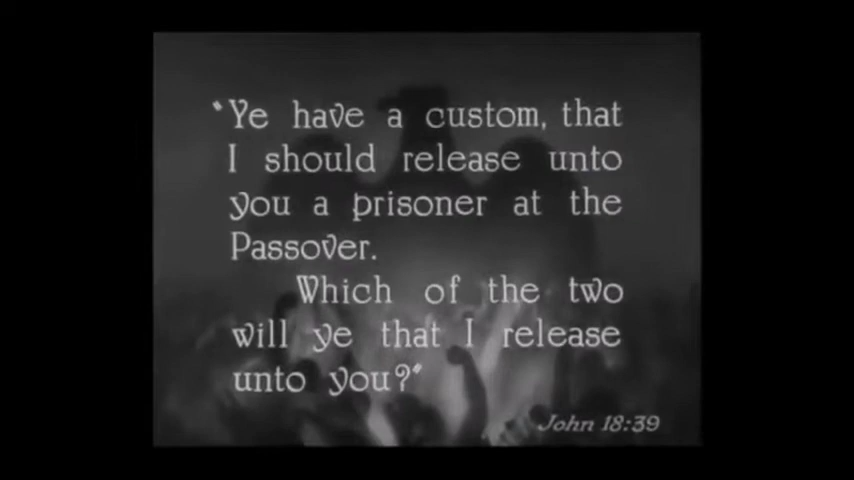 "Ye have a custom, that
I should release unto
you a prisoner at the
Passover.
Which of the two
will ye that I release
unto you?"
John 18:39